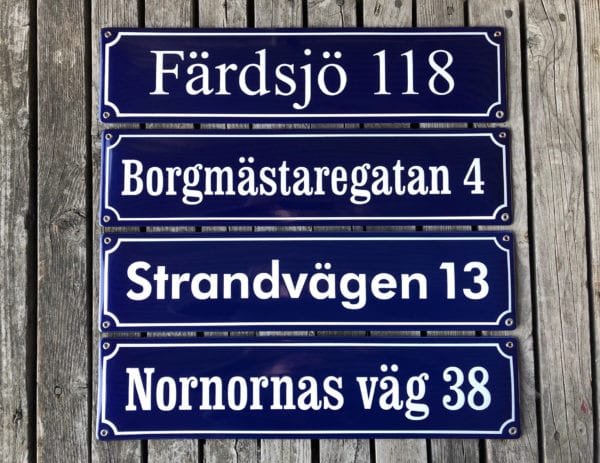 Färdsjö 118
Borgmästaregatan 4
Strandvägen 13
Nornornas väg 38